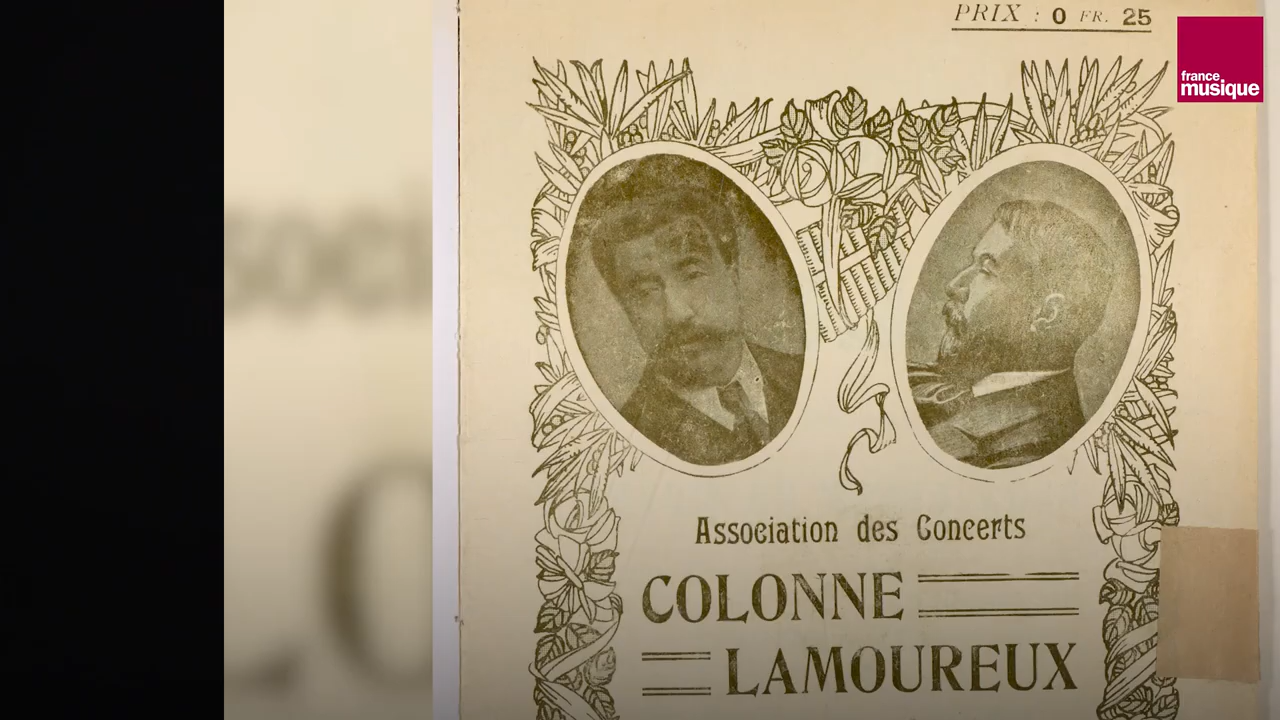 PRIX : 0 FR. 25
france
musique
Association des Concerts
COLONNE
LAMOUREUX